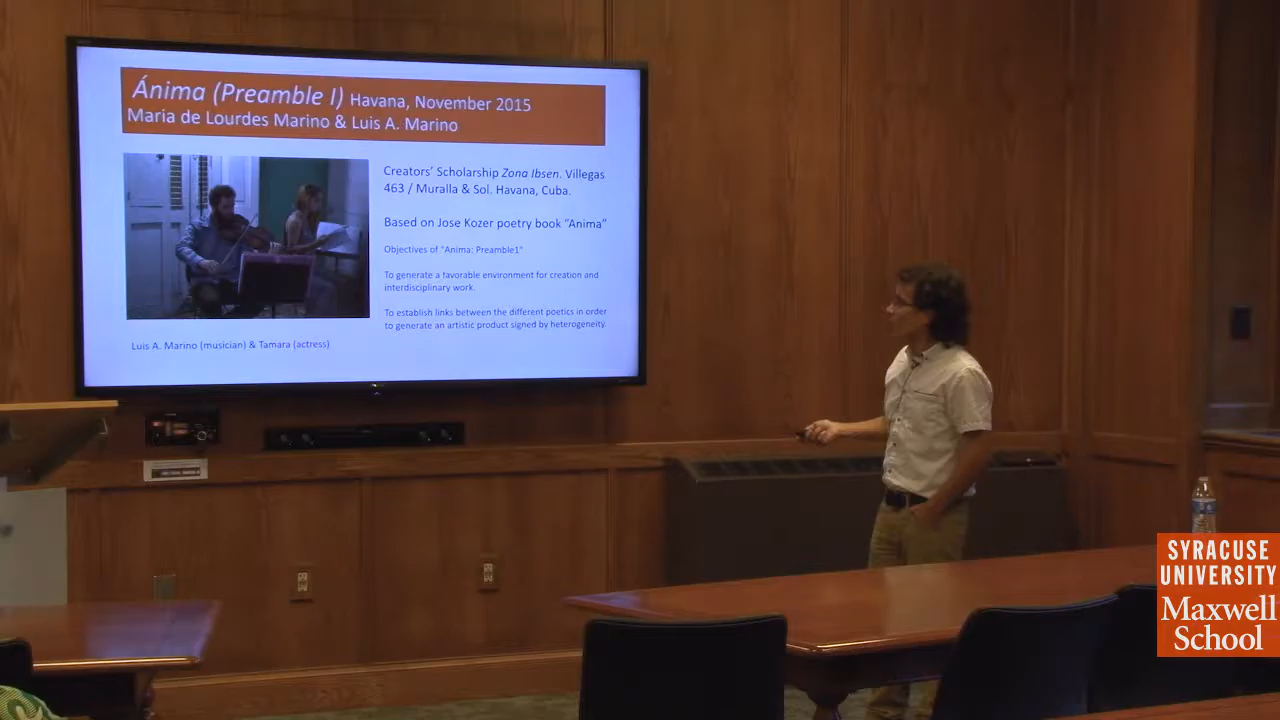 Ánima (Preamble I) Havana, November 2015
Maria de Lourdes Marino & Luis A. Marino
Creators' Scholarship Zona Ibsen. Villegas
463 / Muralla & Sol. Havana, Cuba.
Based on Jose Kozer poetry book "Anima"
Objectives of "Anima: Preamble1"
To generate a favorable environment for creation and
interdisciplinary work.
To establish links between the different poetics in order
to generate an artistic product signed by heterogeneity
Luis A. Marino (musician) & Tamara (actress)
SYRACUSE
UNIVERSITY
Maxwell
School